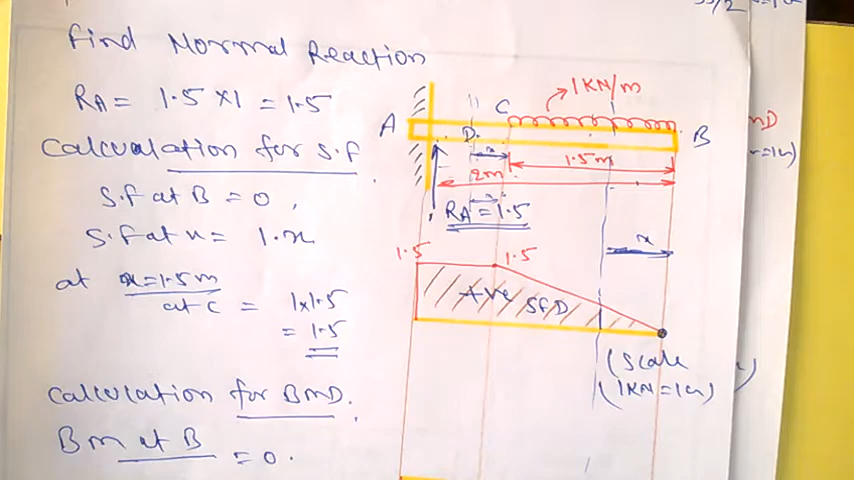 Find Normal Reaction
RA = 1.5 x 1 = 1.5
Calculation for S.F
S.F at B = 0,
S.F at x = 1.x
at x = 1.5 m
at C = 1x1.5
= 1.5
Calculation for BMD.
Bm at B = 0.
1 KN/m
A
D
C
B
x
1.5 m
2m
x
RA = 1.5
x
1.5
1.5
+ve SFD
(Scale
(1KN = 1cm)